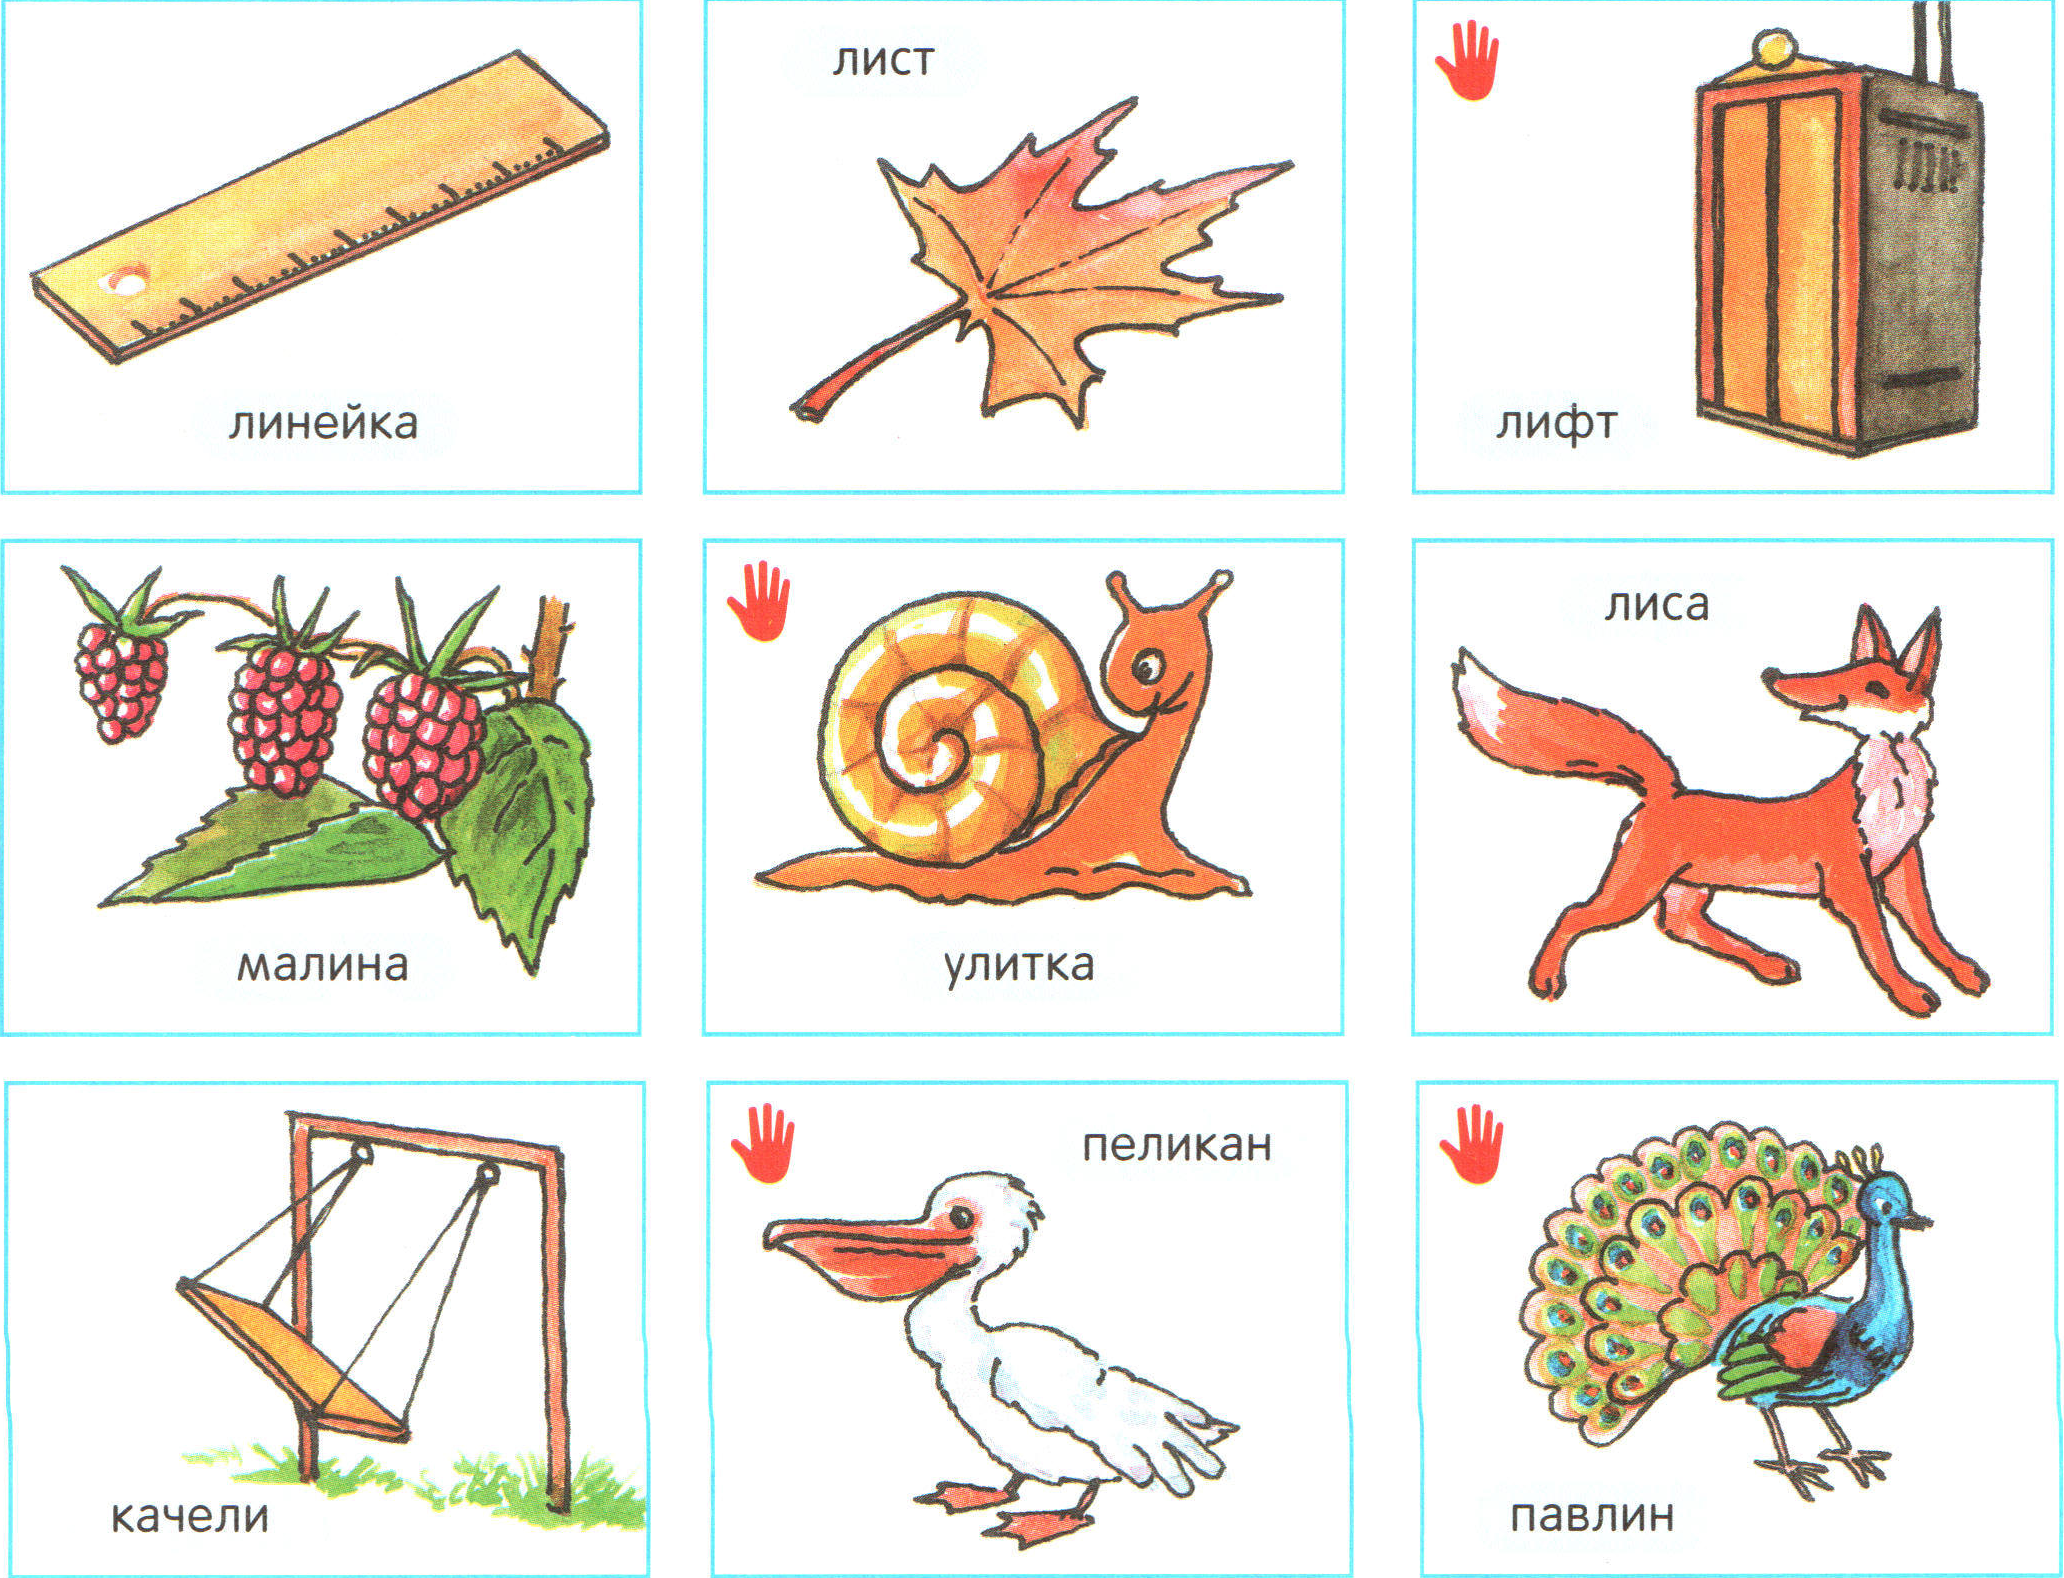 линейка
лист
лифт
малина
улитка
лиса
качели
пеликан
павлин